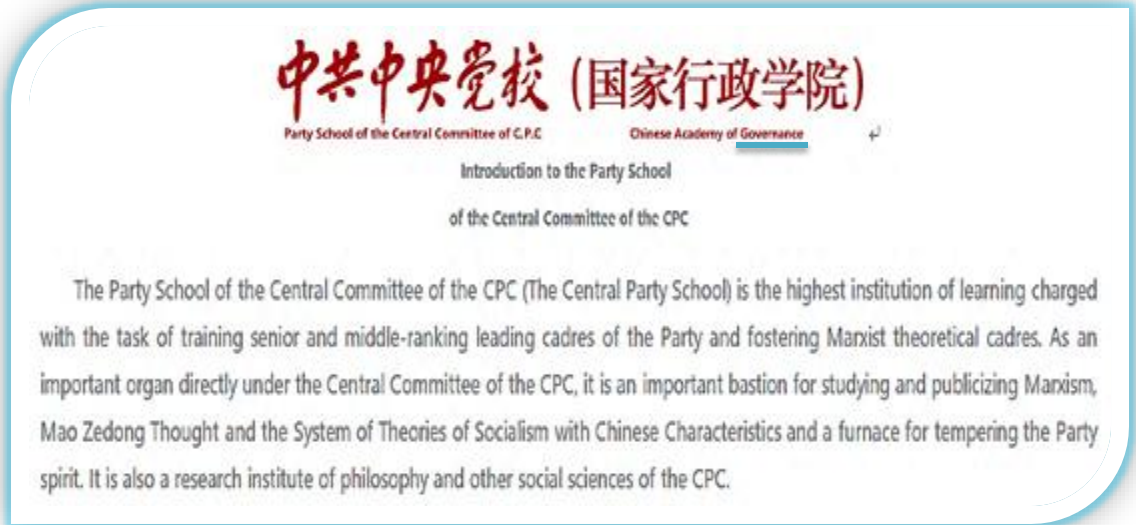 中共中央党校（国家行政学院）
Party School of the Central Committee of C.P.C Chinese Academy of Governance
Introduction to the Party School
of the Central Committee of the CPC
The Party School of the Central Committee of the CPC (The Central Party School) is the highest institution of learning charged
with the task of training senior and middle-ranking leading cadres of the Party and fostering Marxist theoretical cadres. As an
important organ directly under the Central Committee of the CPC, it is an important bastion for studying and publicizing Marxism,
Mao Zedong Thought and the System of Theories of Socialism with Chinese Characteristics and a furnace for tempering the Party
spirit. It is also a research institute of philosophy and other social sciences of the CPC.